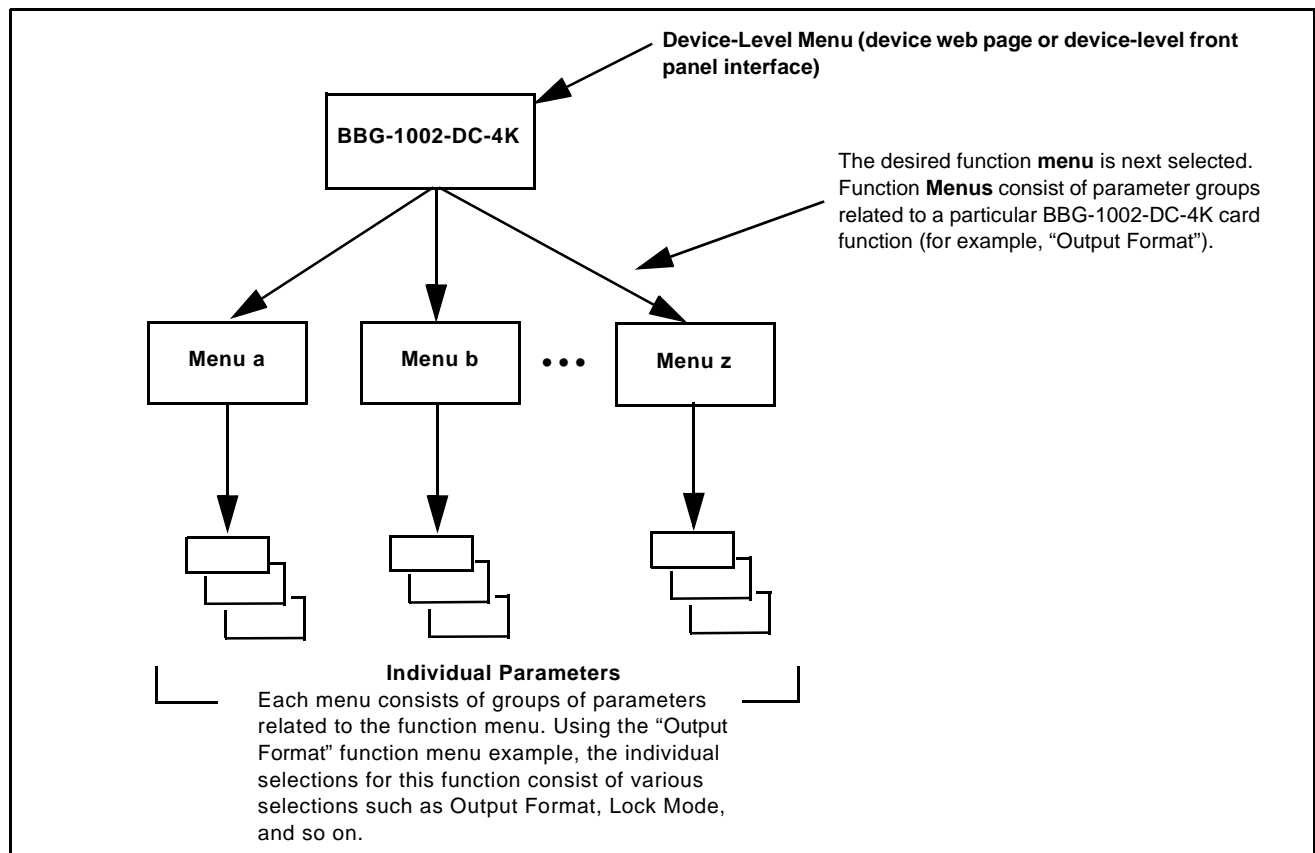 Device-Level Menu (device web page or device-level front
panel interface)
BBG-1002-DC-4K
The desired function menu is next selected.
Function Menus consist of parameter groups
related to a particular BBG-1002-DC-4K card
function (for example, “Output Format”).
Menu a
Menu b
•••
Menu z
Individual Parameters
Each menu consists of groups of parameters
related to the function menu. Using the “Output
Format” function menu example, the individual
selections for this function consist of various
selections such as Output Format, Lock Mode,
and so on.